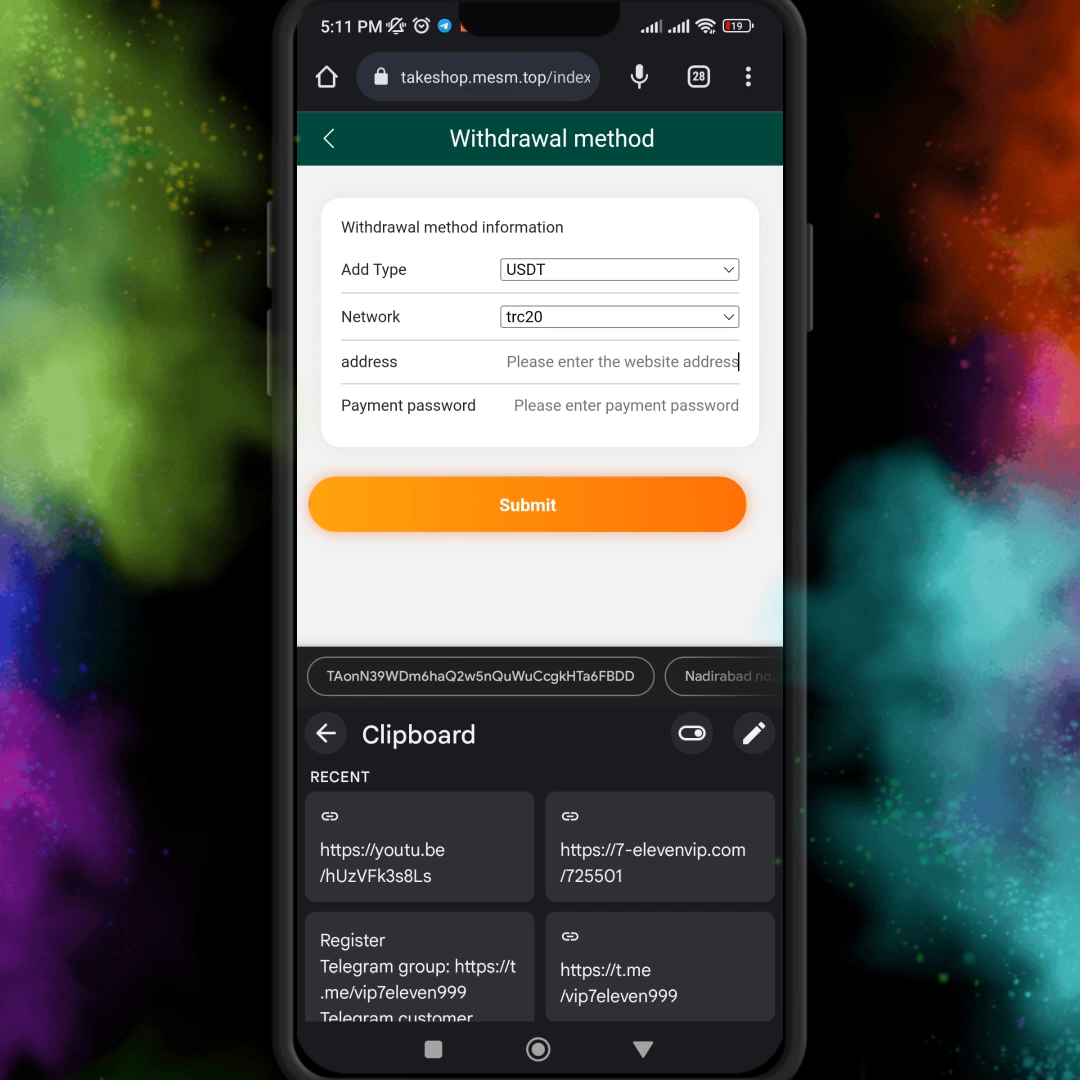 5:11 PM
19
takeshop.mesm.top/index
28
Withdrawal method
Withdrawal method information
Add Type
USDT
Network
trc20
address
Please enter the website address
Payment password
Please enter payment password
Submit
TAonN39WDm6haQ2w5nQuWuCcgkHTa6FBDD
Nadirabad no.
Clipboard
RECENT
https://youtu.be
/hUzVFk3s8Ls
https://7-elevenvip.com
/725501
Register
Telegram group: https://t
.me/vip7eleven999
Telegram customer
https://t.me
/vip7eleven999